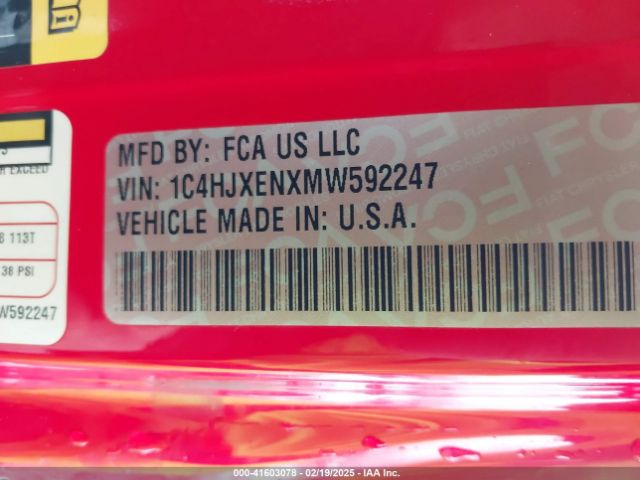 MFD BY: FCA US LLC
VIN: 1C4HJXENXMW592247
VEHICLE MADE IN: U.S.A.
EXCEED
113T
38 PSI
W592247
000-41603078 - 02/19/2025 - IAA Inc.